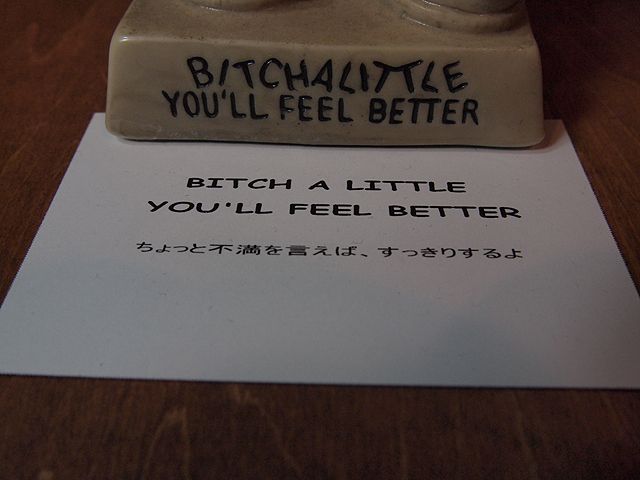 BITCHALITTLE
YOU'LL FEEL BETTER
BITCH A LITTLE
YOU'LL FEEL BETTER
ちょっと不満を言えば、すっきりするよ